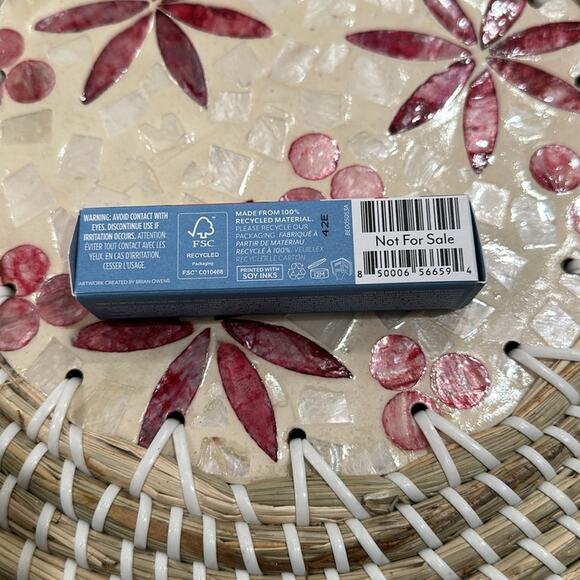 WARNING: AVOID CONTACT WITH
EYES. DISCONTINUE USE IF
IRRITATION OCCURS. ATTENTION
ÉVITER TOUT CONTACT AVEC LES
YEUX. EN CAS D'IRRITATION,
CESSER L'USAGE.
ARTWORK CREATED BY BRIAN OWENS
FSC
RECYCLED
Packaging
FSC™ C010468
MADE FROM 100%
RECYCLED MATERIAL.
PLEASE RECYCLE OUR
PACKAGING. FABRIQUÉ À
PARTIR DE MATÉRIAU
RECYCLÉ À 100%. VEUILLEZ
RECYCLER LE CARTON
PRINTED WITH
SOY INKS
12M
42E
Not For Sale
8 50006 56659 4